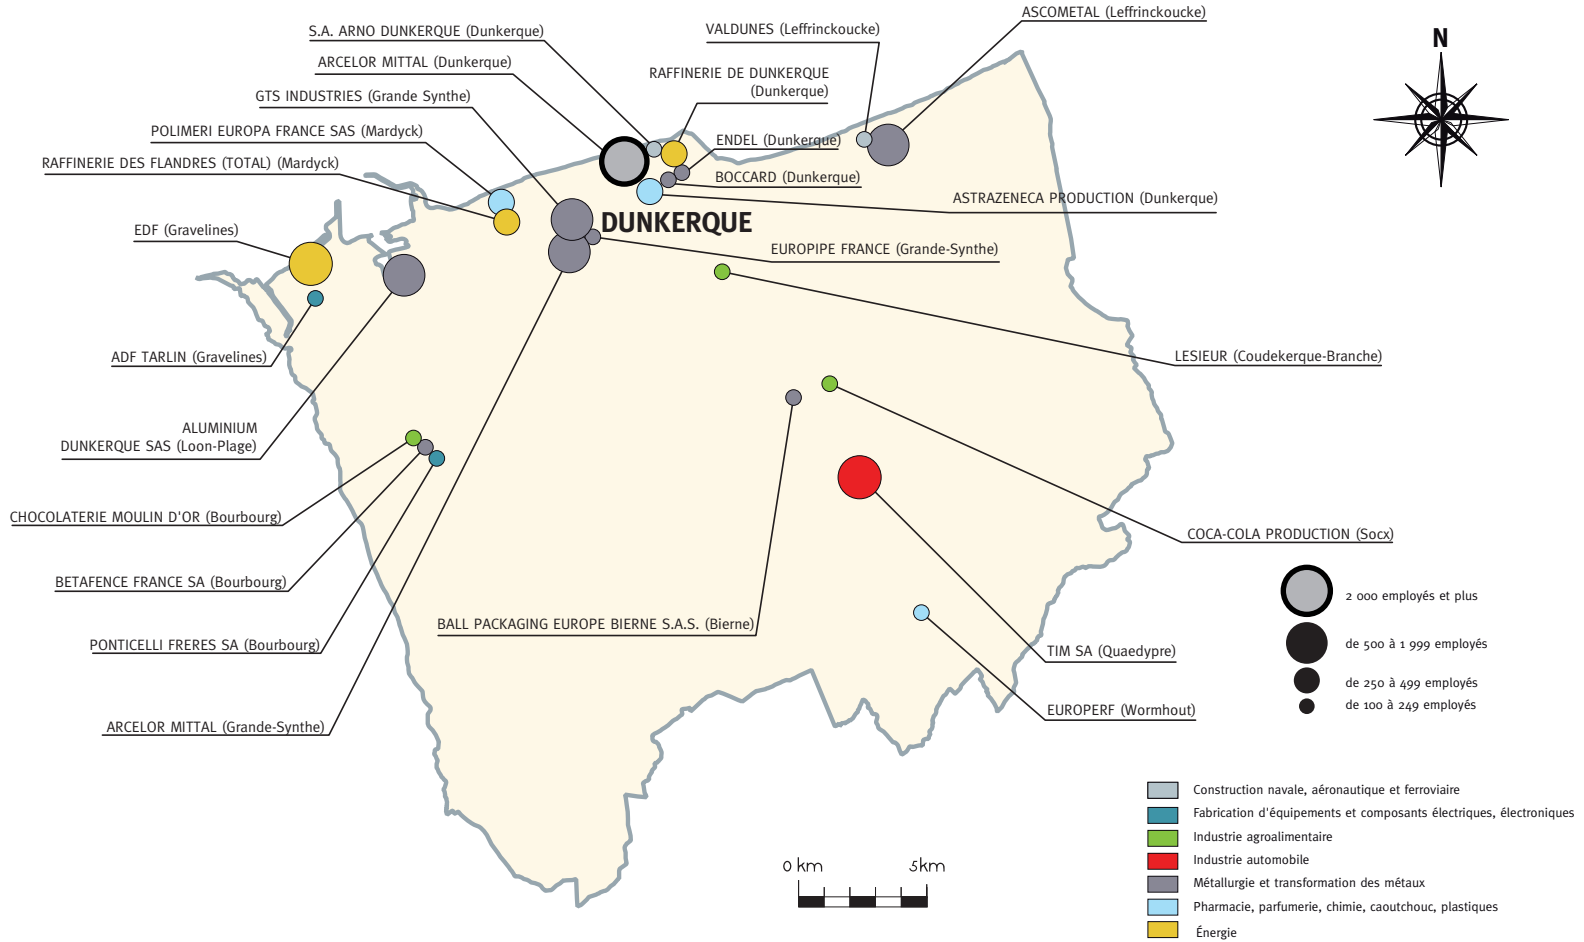 ASCOMETAL (Leffrinckoucke)
S.A. ARNO DUNKERQUE (Dunkerque)
VALDUNES (Leffrinckoucke)
N
ARCELOR MITTAL (Dunkerque)
RAFFINERIE DE DUNKERQUE
(Dunkerque)
GTS INDUSTRIES (Grande Synthe)
POLIMERI EUROPA FRANCE SAS (Mardyck)
ENDEL (Dunkerque)
RAFFINERIE DES FLANDRES (TOTAL) (Mardyck)
BOCCARD (Dunkerque)
ASTRAZENECA PRODUCTION (Dunkerque)
DUNKERQUE
EDF (Gravelines)
EUROPIPE FRANCE (Grande-Synthe)
ADF TARLIN (Gravelines)
LESIEUR (Coudekerque-Branche)
ALUMINIUM
DUNKERQUE SAS (Loon-Plage)
CHOCOLATERIE MOULIN D'OR (Bourbourg)
COCA-COLA PRODUCTION (Socx)
BETAFENCE FRANCE SA (Bourbourg)
2 000 employés et plus
BALL PACKAGING EUROPE BIERNE S.A.S. (Bierne)
PONTICELLI FRERES SA (Bourbourg)
de 500 à 1 999 employés
TIM SA (Quaedypre)
de 250 à 499 employés
de 100 à 249 employés
EUROPERF (Wormhout)
ARCELOR MITTAL (Grande-Synthe)
Construction navale, aéronautique et ferroviaire
Fabrication d'équipements et composants électriques, électroniques
Industrie agroalimentaire
Industrie automobile
Métallurgie et transformation des métaux
Pharmacie, parfumerie, chimie, caoutchouc, plastiques
Énergie
0 km 5km